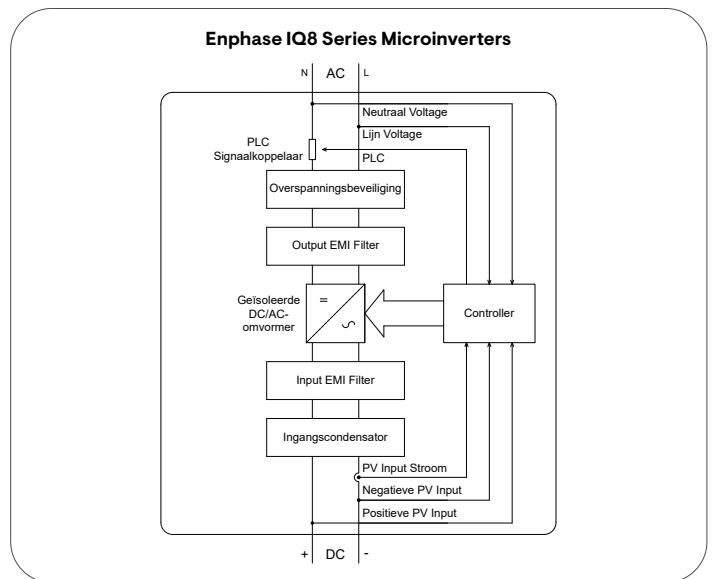 Enphase IQ8 Series Microinverters
N AC L
Neutraal Voltage
Lijn Voltage
PLC
Signaalkoppelaar
PLC
Overspanningsbeveiliging
Output EMI Filter
Geïsoleerde
DC/AC-
omvormer
=
∿
Controller
Input EMI Filter
Ingangscondensator
PV Input Stroom
Negatieve PV Input
Positieve PV Input
+ DC -